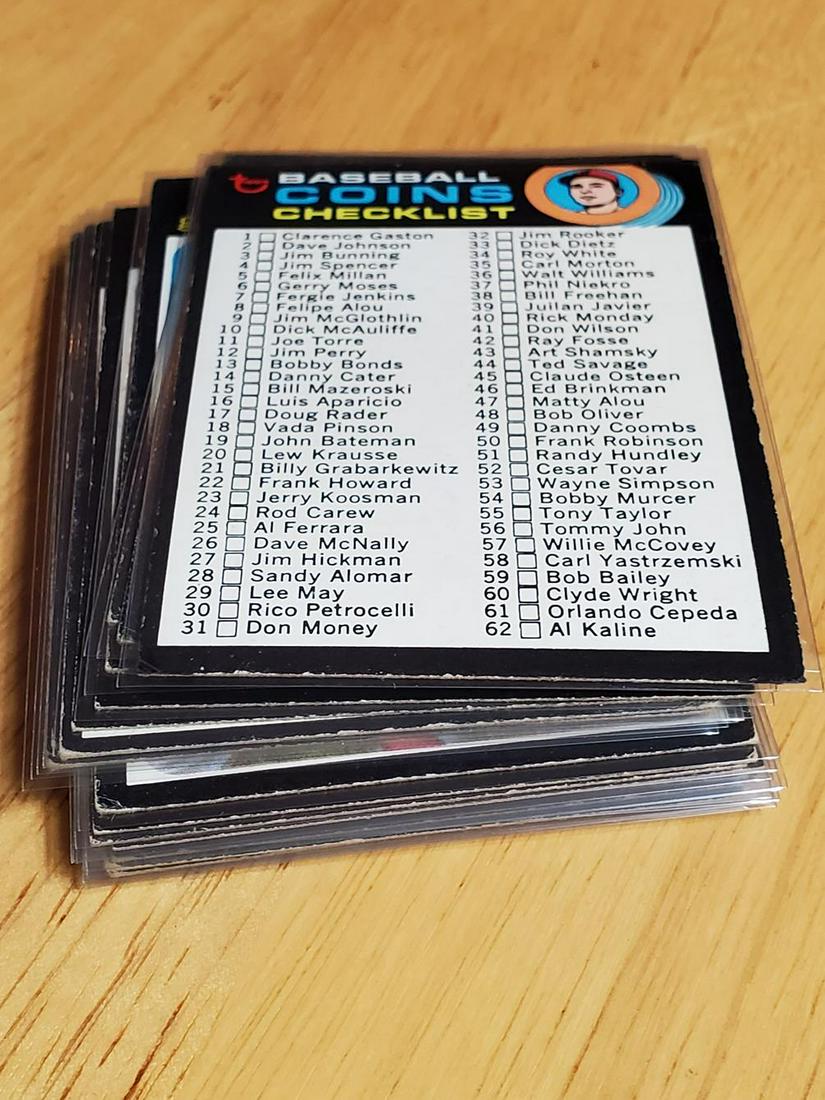 Topps
BASEBALL
COINS
CHECKLIST
1 Clarence Gaston
2 Dave Johnson
3 Jim Bunning
4 Jim Spencer
5 Felix Millan
6 Gerry Moses
7 Fergie Jenkins
8 Felipe Alou
9 Jim McGlothlin
10 Dick McAuliffe
11 Joe Torre
12 Jim Perry
13 Bobby Bonds
14 Danny Cater
15 Bill Mazeroski
16 Luis Aparicio
17 Doug Rader
18 Vada Pinson
19 John Bateman
20 Lew Krausse
21 Billy Grabarkewitz
22 Frank Howard
23 Jerry Koosman
24 Rod Carew
25 Al Ferrara
26 Dave McNally
27 Jim Hickman
28 Sandy Alomar
29 Lee May
30 Rico Petrocelli
31 Don Money
32 Jim Rooker
33 Dick Dietz
34 Roy White
35 Carl Morton
36 Walt Williams
37 Phil Niekro
38 Bill Freehan
39 Juilan Javier
40 Rick Monday
41 Don Wilson
42 Ray Fosse
43 Art Shamsky
44 Ted Savage
45 Claude Osteen
46 Ed Brinkman
47 Matty Alou
48 Bob Oliver
49 Danny Coombs
50 Frank Robinson
51 Randy Hundley
52 Cesar Tovar
53 Wayne Simpson
54 Bobby Murcer
55 Tony Taylor
56 Tommy John
57 Willie McCovey
58 Carl Yastrzemski
59 Bob Bailey
60 Clyde Wright
61 Orlando Cepeda
62 Al Kaline